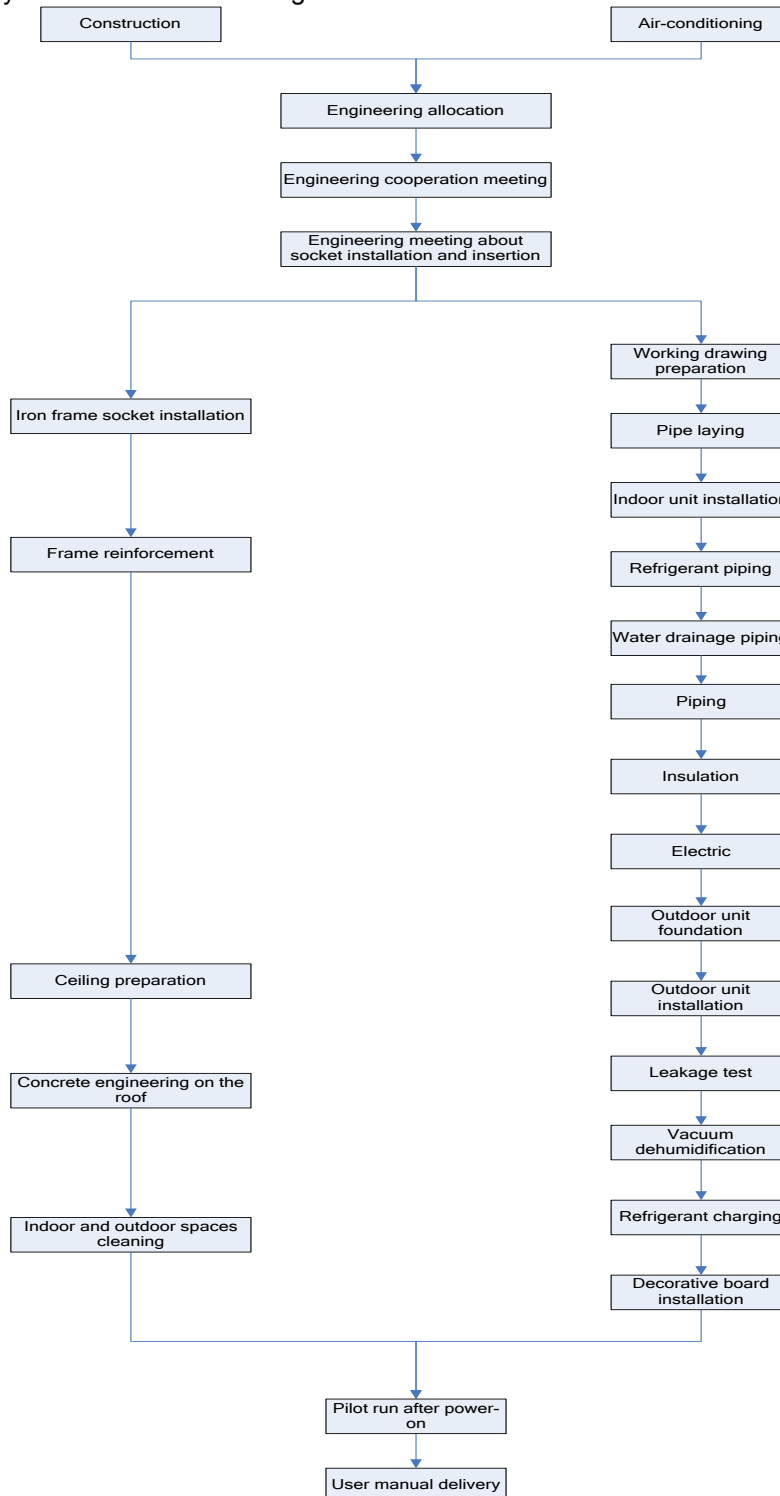 Construction
Air-conditioning
Engineering allocation
Engineering cooperation meeting
Engineering meeting about
socket installation and insertion
Working drawing
preparation
Iron frame socket installation
Pipe laying
Indoor unit installation
Frame reinforcement
Refrigerant piping
Water drainage piping
Piping
Insulation
Electric
Outdoor unit
foundation
Ceiling preparation
Outdoor unit
installation
Concrete engineering on the
roof
Leakage test
Vacuum
dehumidification
Refrigerant charging
Indoor and outdoor spaces
cleaning
Decorative board
installation
Pilot run after power-
on
User manual delivery